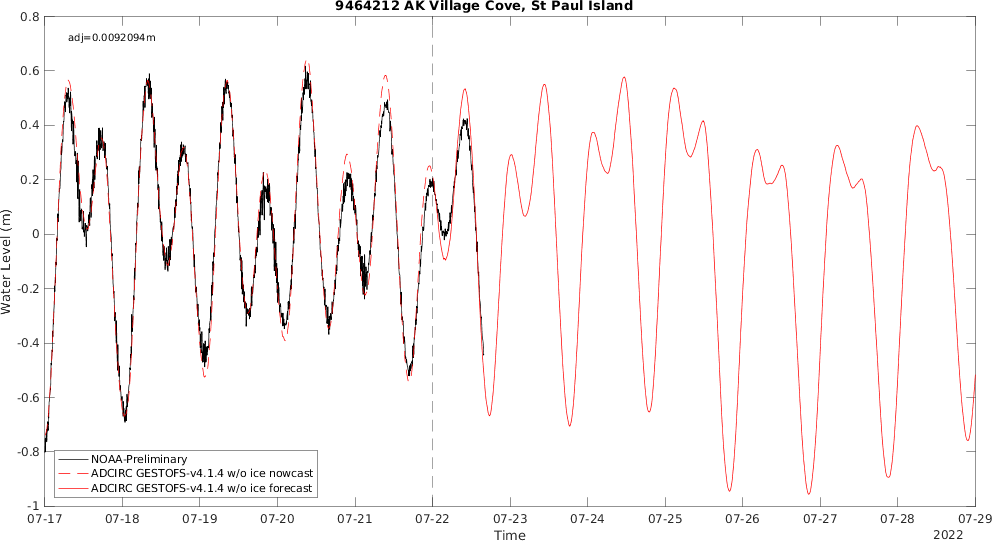 9464212 AK Village Cove, St Paul Island
adj=0.0092094m
0.8
0.6
0.4
0.2
0
-0.2
-0.4
-0.6
-0.8
-1
Water Level (m)
NOAA-Preliminary
ADCIRC GESTOFS-v4.1.4 w/o ice nowcast
ADCIRC GESTOFS-v4.1.4 w/o ice forecast
07-17 07-18 07-19 07-20 07-21 07-22 07-23 07-24 07-25 07-26 07-27 07-28 07-29
Time
2022